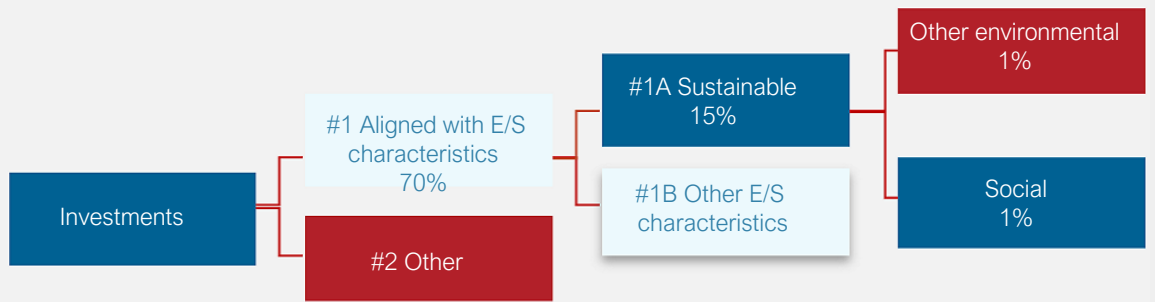 Investments
#1 Aligned with E/S
characteristics
70%
#2 Other
#1A Sustainable
15%
#1B Other E/S
characteristics
Other environmental
1%
Social
1%